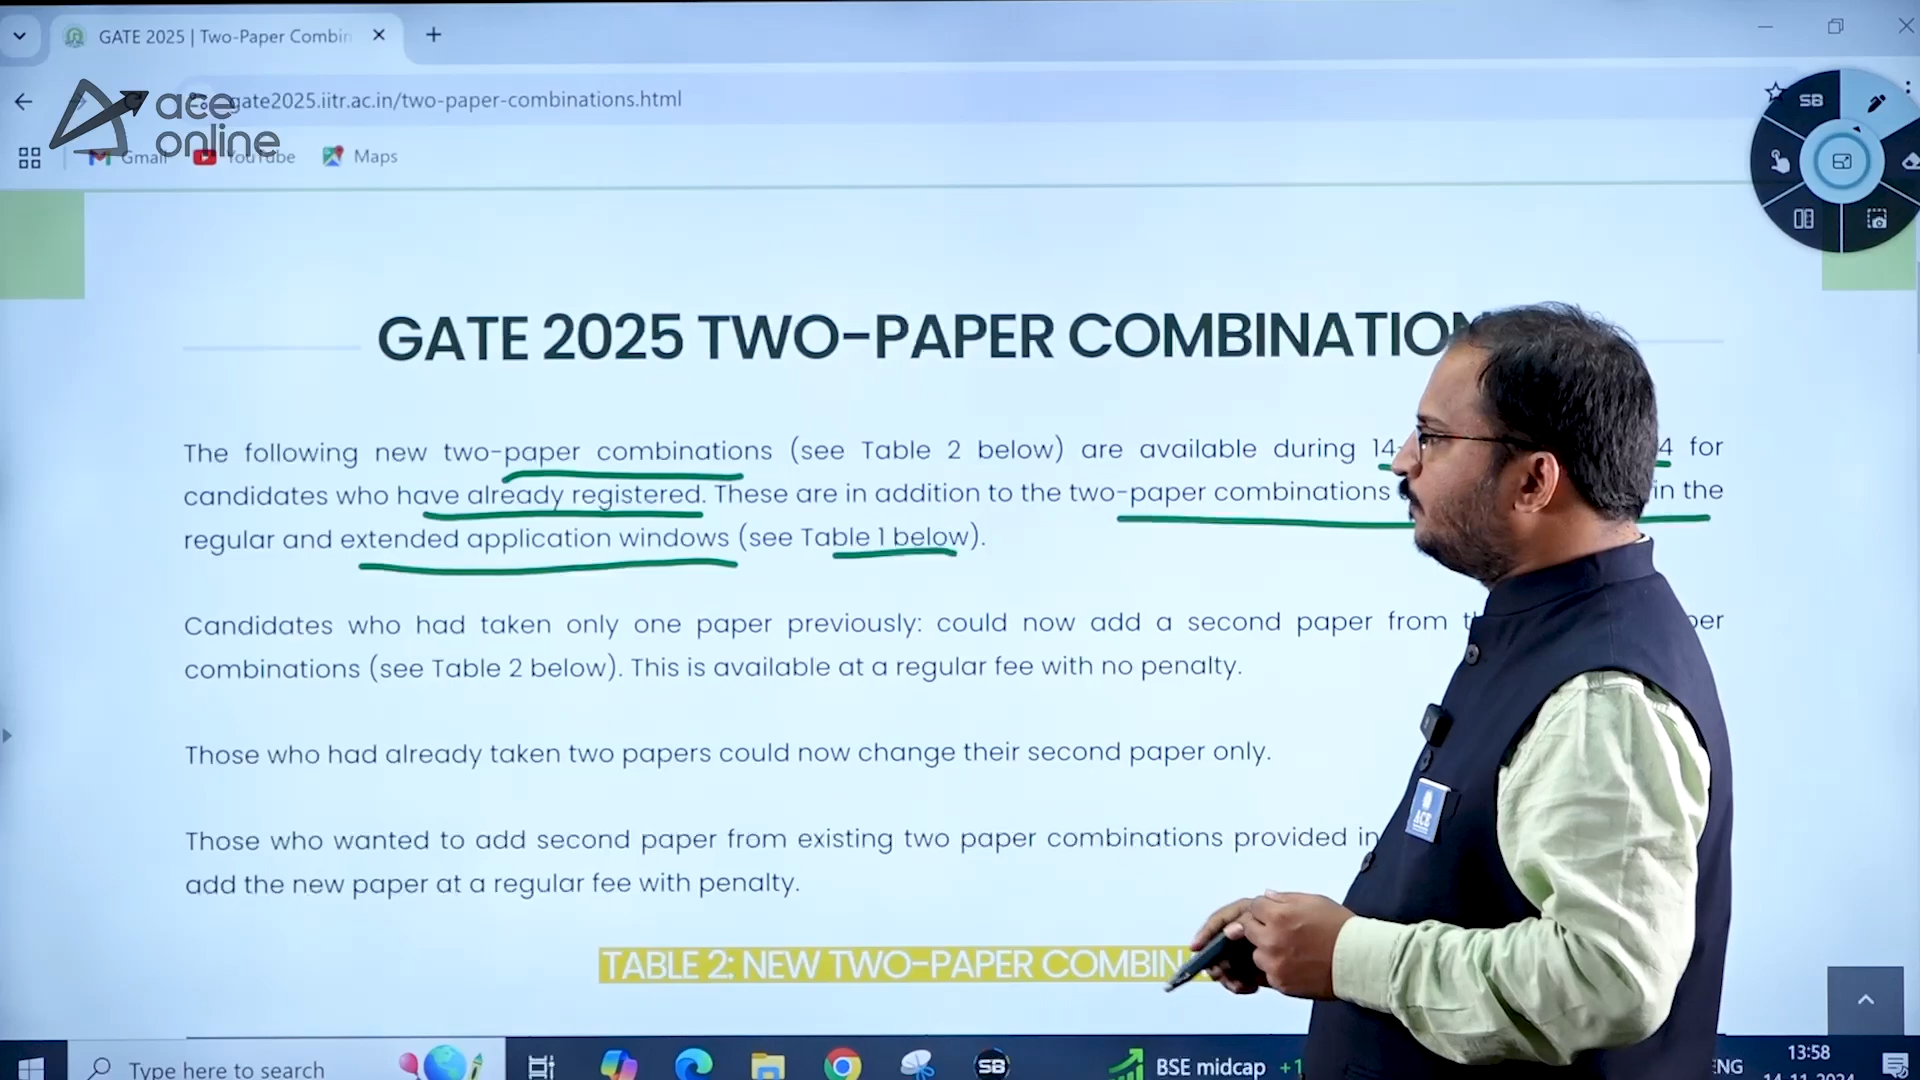 GATE 2025 | Two-Paper Combin
gate2025.iitr.ac.in/two-paper-combinations.html
ace
online
Gmail
YouTube
Maps
SB
GATE 2025 TWO-PAPER COMBINATION
The following new two-paper combinations (see Table 2 below) are available during 14- 4 for
candidates who have already registered. These are in addition to the two-paper combinations in the
regular and extended application windows (see Table 1 below).
Candidates who had taken only one paper previously: could now add a second paper from
combinations (see Table 2 below). This is available at a regular fee with no penalty.
Those who had already taken two papers could now change their second paper only.
Those who wanted to add second paper from existing two paper combinations provided in
add the new paper at a regular fee with penalty.
ACE
TABLE 2: NEW TWO-PAPER COMBIN
Type here to search
SB
BSE midcap +1
ENG
13:58
14-11-2024